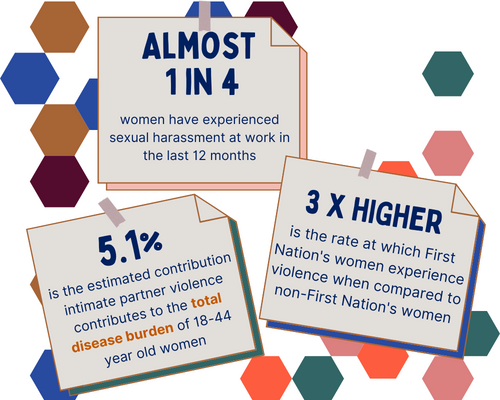 ALMOST
1 IN 4
women have experienced
sexual harassment at work in
the last 12 months
3 X HIGHER
is the rate at which First
Nation's women experience
violence when compared to
non-First Nation's women
5.1%
is the estimated contribution
intimate partner violence
contributes to the total
disease burden of 18-44
year old women